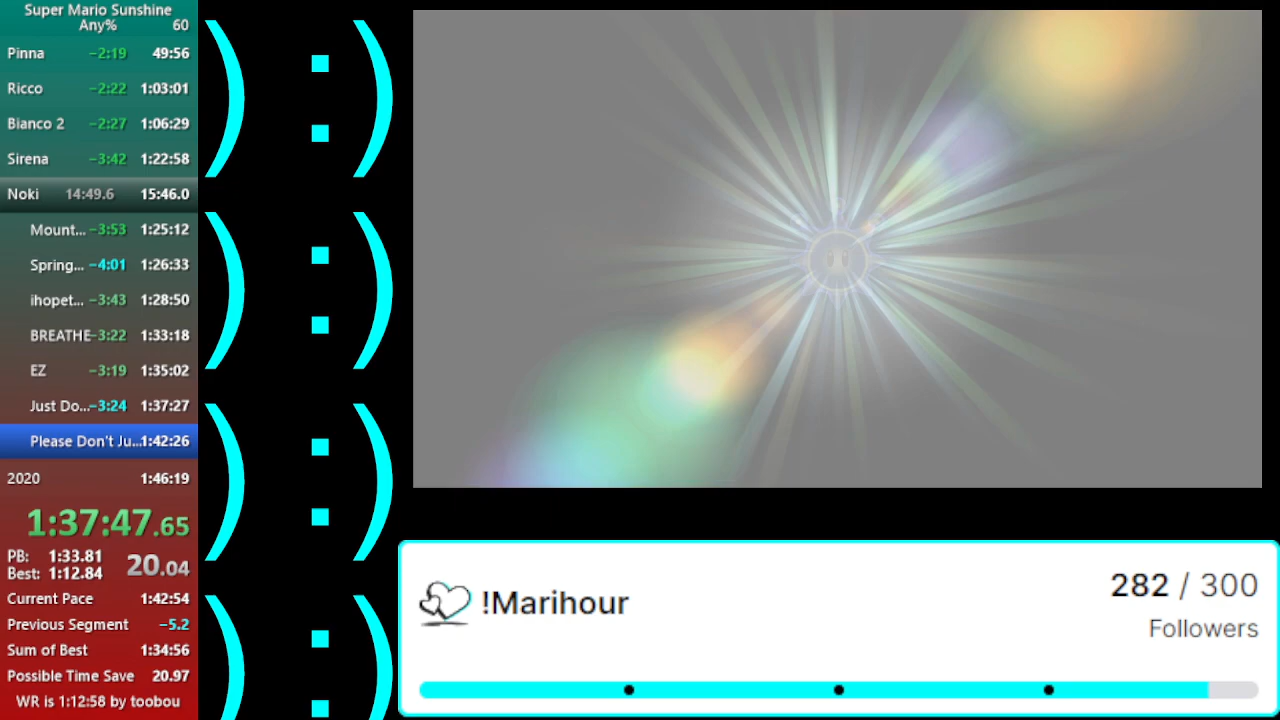 Super Mario Sunshine
Any% 60
Pinna -2:19 49:56
Ricco -2:22 1:03:01
Bianco 2 -2:27 1:06:29
Sirena -3:42 1:22:58
Noki 14:49.6 15:46.0
Mount... -3:53 1:25:12
Spring... -4:01 1:26:33
ihopet... -3:43 1:28:50
BREATHE -3:22 1:33:18
EZ -3:19 1:35:02
Just Do... -3:24 1:37:27
Please Don't Ju... 1:42:26
2020 1:46:19
1:37:47.65
PB: 1:33.81
Best: 1:12.84
20.04
Current Pace 1:42:54
Previous Segment -5.2
Sum of Best 1:34:56
Possible Time Save 20.97
WR is 1:12:58 by toobou
) : )
) : )
) : )
) : )
!Marihour
282 / 300
Followers